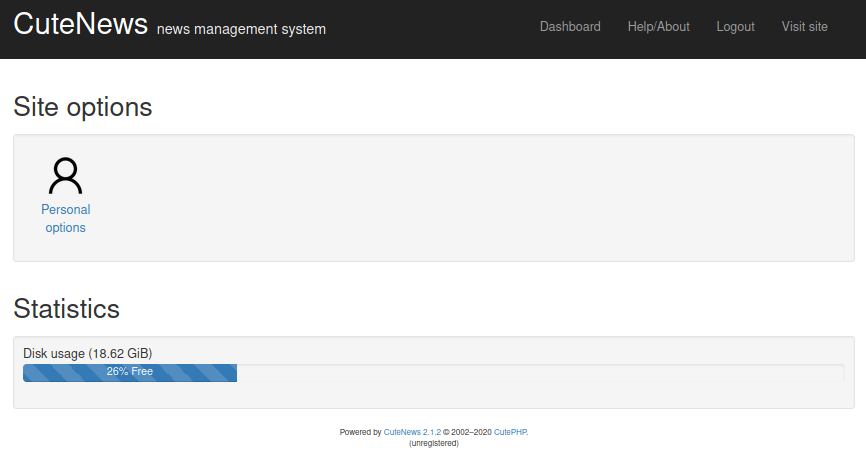 CuteNews news management system
Dashboard Help/About Logout Visit site
Site options
Personal
options
Statistics
Disk usage (18.62 GiB)
26% Free
Powered by CuteNews 2.1.2 © 2002–2020 CutePHP.
(unregistered)